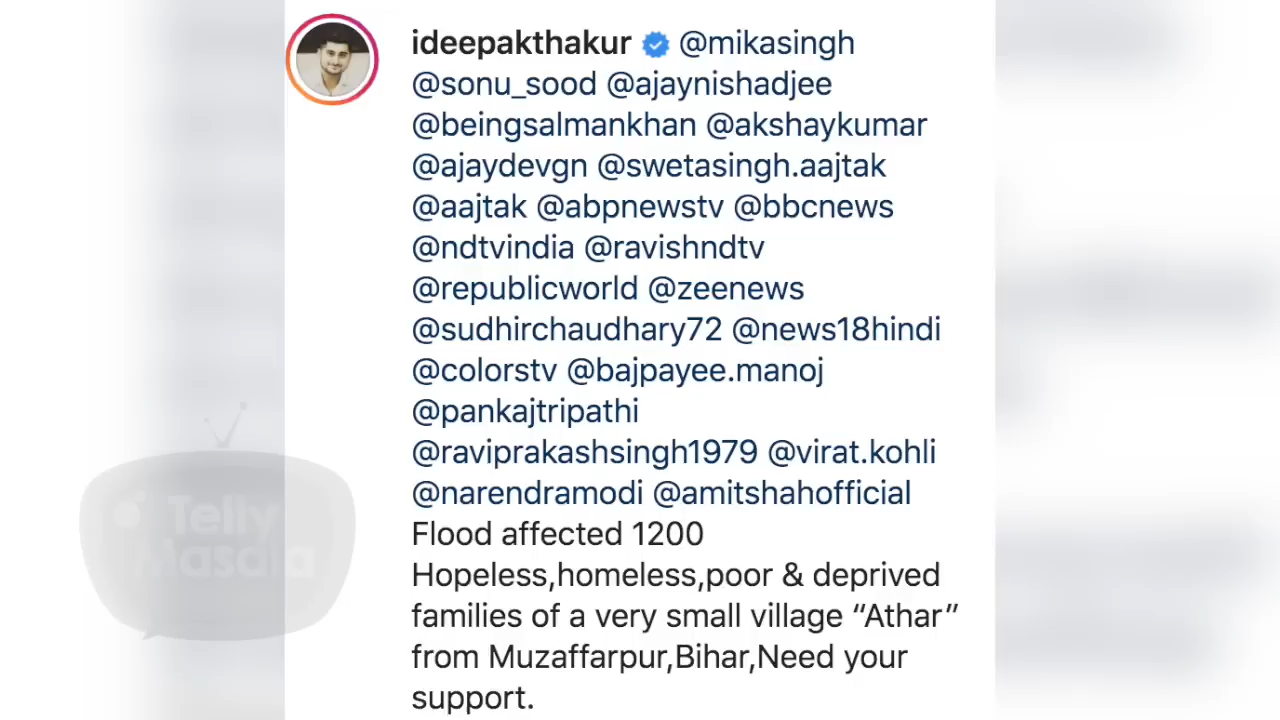 ideepakthakur @mikasingh
@sonu_sood @ajaynishadjee
@beingsalmankhan @akshaykumar
@ajaydevgn @swetasingh.aajtak
@aajtak @abpnewstv @bbcnews
@ndtvindia @ravishndtv
@republicworld @zeenews
@sudhirchaudhary72 @news18hindi
@colorstv @bajpayee.manoj
@pankajtripathi
@raviprakashsingh1979 @virat.kohli
@narendramodi @amitshahofficial
Flood affected 1200
Hopeless,homeless,poor & deprived
families of a very small village “Athar”
from Muzaffarpur,Bihar,Need your
support.
Telly
Masala